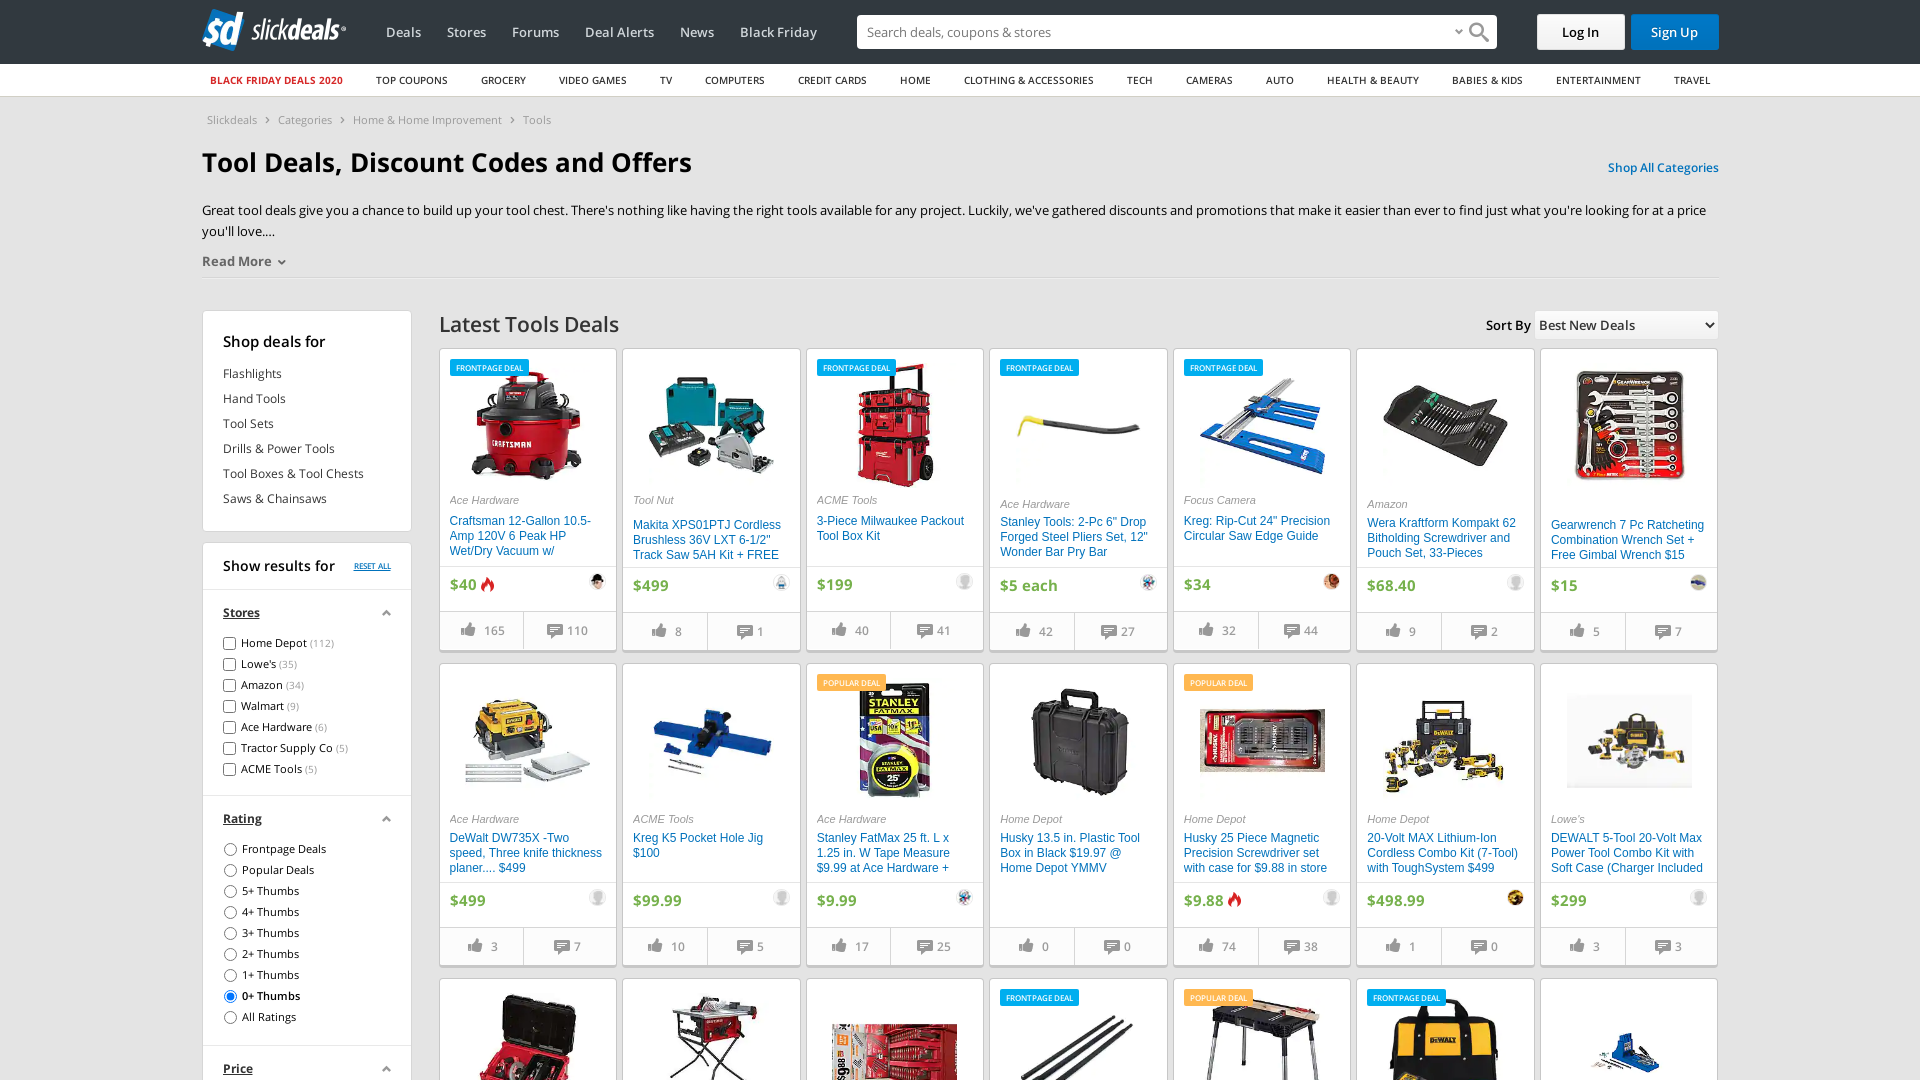 sd slickdeals
Deals
Stores
Forums
Deal Alerts
News
Black Friday
Search deals, coupons & stores
Log In
Sign Up
BLACK FRIDAY DEALS 2020
TOP COUPONS
GROCERY
VIDEO GAMES
TV
COMPUTERS
CREDIT CARDS
HOME
CLOTHING & ACCESSORIES
TECH
CAMERAS
AUTO
HEALTH & BEAUTY
BABIES & KIDS
ENTERTAINMENT
TRAVEL
Slickdeals > Categories > Home & Home Improvement > Tools
Tool Deals, Discount Codes and Offers
Shop All Categories
Great tool deals give you a chance to build up your tool chest. There's nothing like having the right tools available for any project. Luckily, we've gathered discounts and promotions that make it easier than ever to find just what you're looking for at a price
you'll love....
Read More
Shop deals for
Flashlights
Hand Tools
Tool Sets
Drills & Power Tools
Tool Boxes & Tool Chests
Saws & Chainsaws
Show results for
RESET ALL
Stores
Home Depot (112)
Lowe's (35)
Amazon (34)
Walmart (9)
Ace Hardware (6)
Tractor Supply Co (5)
ACME Tools (5)
Rating
Frontpage Deals
Popular Deals
5+ Thumbs
4+ Thumbs
3+ Thumbs
2+ Thumbs
1+ Thumbs
0+ Thumbs
All Ratings
Price
Latest Tools Deals
Sort By
Best New Deals
FRONTPAGE DEAL
CRAFTSMAN
Ace Hardware
Craftsman 12-Gallon 10.5-
Amp 120V 6 Peak HP
Wet/Dry Vacuum w/
$40
165
110
Tool Nut
Makita XPS01PTJ Cordless
Brushless 36V LXT 6-1/2"
Track Saw 5AH Kit + FREE
$499
8
1
FRONTPAGE DEAL
ACME Tools
3-Piece Milwaukee Packout
Tool Box Kit
$199
40
41
FRONTPAGE DEAL
Ace Hardware
Stanley Tools: 2-Pc 6" Drop
Forged Steel Pliers Set, 12"
Wonder Bar Pry Bar
$5 each
42
27
FRONTPAGE DEAL
Focus Camera
Kreg: Rip-Cut 24" Precision
Circular Saw Edge Guide
$34
32
44
Amazon
Wera Kraftform Kompakt 62
Bitholding Screwdriver and
Pouch Set, 33-Pieces
$68.40
9
2
GEARWRENCH
Gearwrench 7 Pc Ratcheting
Combination Wrench Set +
Free Gimbal Wrench $15
$15
5
7
Ace Hardware
DeWalt DW735X -Two
speed, Three knife thickness
planer.... $499
$499
3
7
ACME Tools
Kreg K5 Pocket Hole Jig
$100
$99.99
10
5
POPULAR DEAL
STANLEY
FATMAX
FATMAX
25'
Ace Hardware
Stanley FatMax 25 ft. L x
1.25 in. W Tape Measure
$9.99 at Ace Hardware +
$9.99
17
25
Home Depot
Husky 13.5 in. Plastic Tool
Box in Black $19.97 @
Home Depot YMMV
0
0
POPULAR DEAL
HUSKY
Home Depot
Husky 25 Piece Magnetic
Precision Screwdriver set
with case for $9.88 in store
$9.88
74
38
DEWALT
Home Depot
20-Volt MAX Lithium-Ion
Cordless Combo Kit (7-Tool)
with ToughSystem $499
$498.99
1
0
Lowe's
DEWALT 5-Tool 20-Volt Max
Power Tool Combo Kit with
Soft Case (Charger Included
$299
3
3
FRONTPAGE DEAL
POPULAR DEAL
FRONTPAGE DEAL
DEWALT